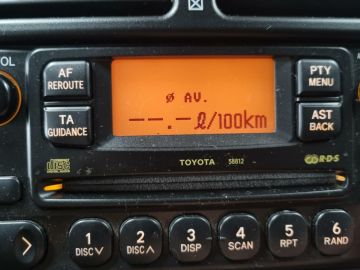 OL
AF
REROUTE
TA
GUIDANCE
Ø AV.
--.-ℓ/100km
PTY
MENU
AST
BACK
TOYOTA 58812
R·D·S
1
DISC ∨
2
DISC ∧
3
DISP
4
SCAN
5
RPT
6
RAND